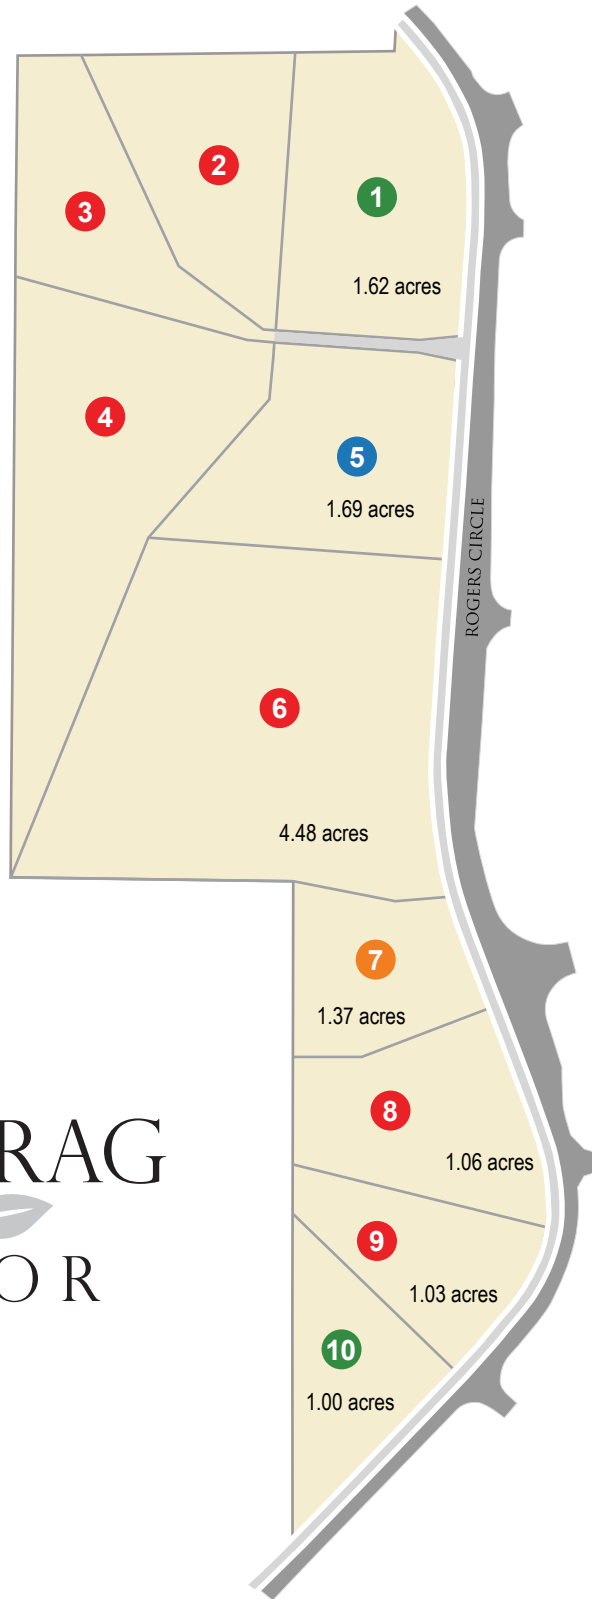 2
1
3
1.62 acres
4
5
1.69 acres
ROGERS CIRCLE
6
4.48 acres
7
1.37 acres
8
RAG
1.06 acres
9
OR
1.03 acres
10
1.00 acres